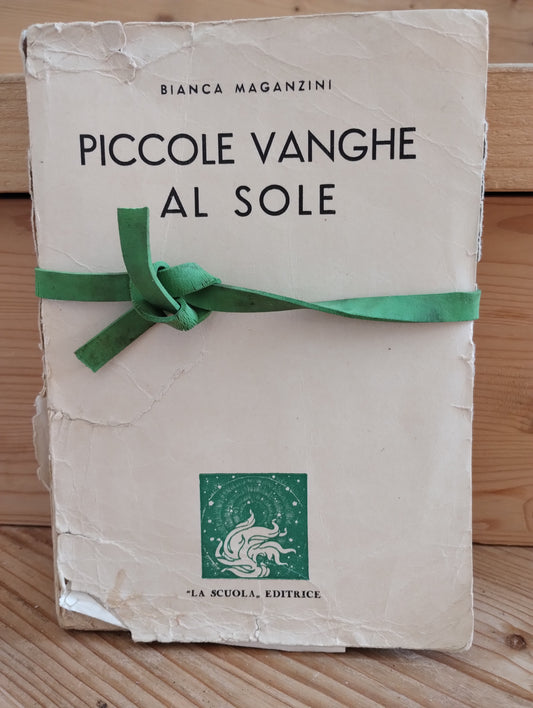 BIANCA MAGANZINI
PICCOLE VANGHE
AL SOLE
"LA SCUOLA„ EDITRICE